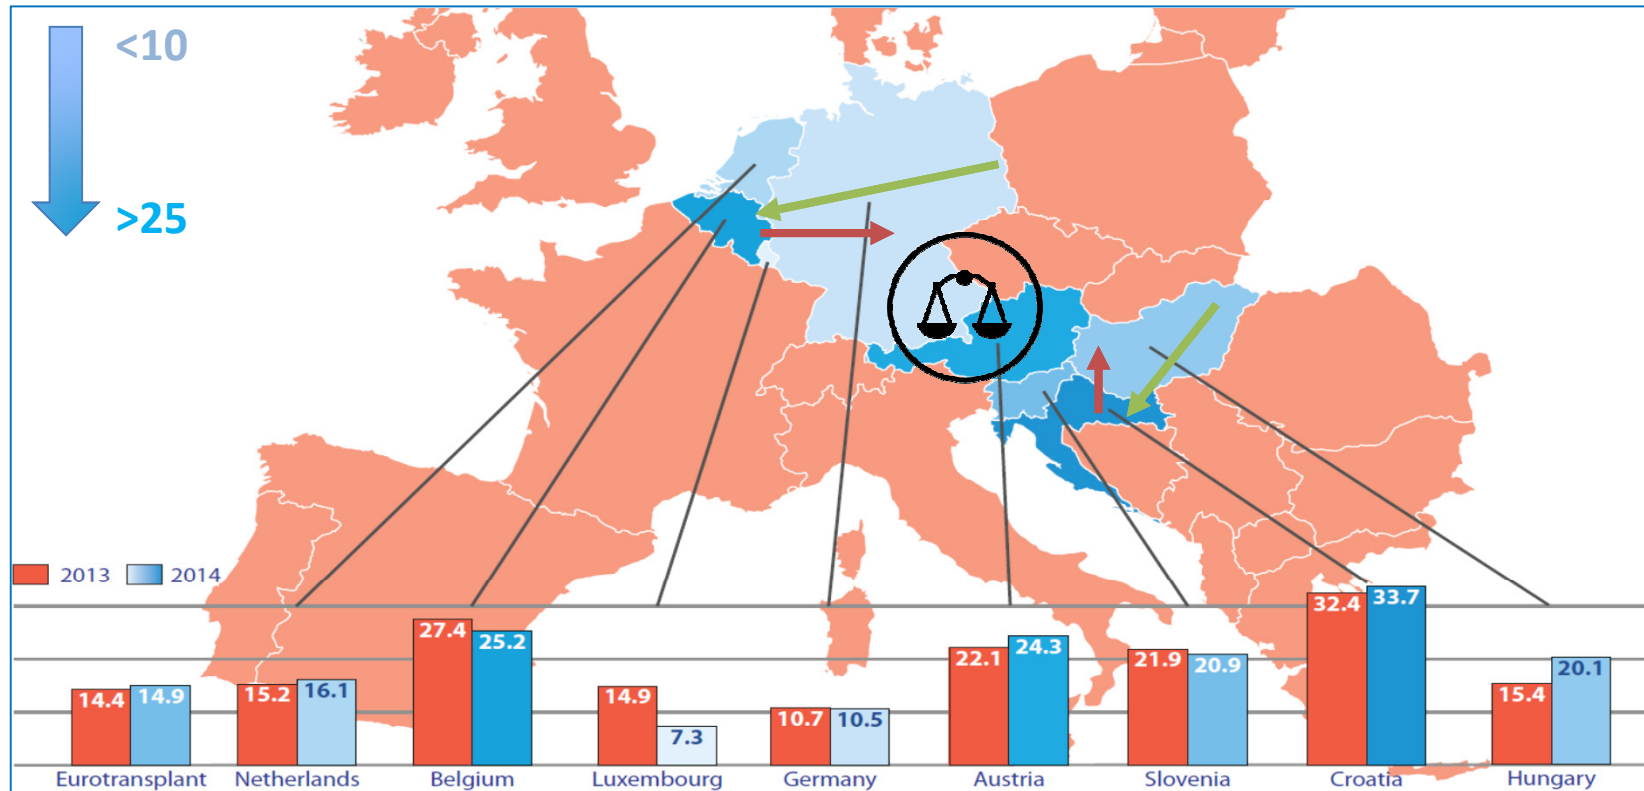 <10
>25
2013 2014
14.4 14.9 15.2 16.1 27.4 25.2 14.9 7.3 10.7 10.5 22.1 24.3 21.9 20.9 32.4 33.7 15.4 20.1
Eurotransplant Netherlands Belgium Luxembourg Germany Austria Slovenia Croatia Hungary